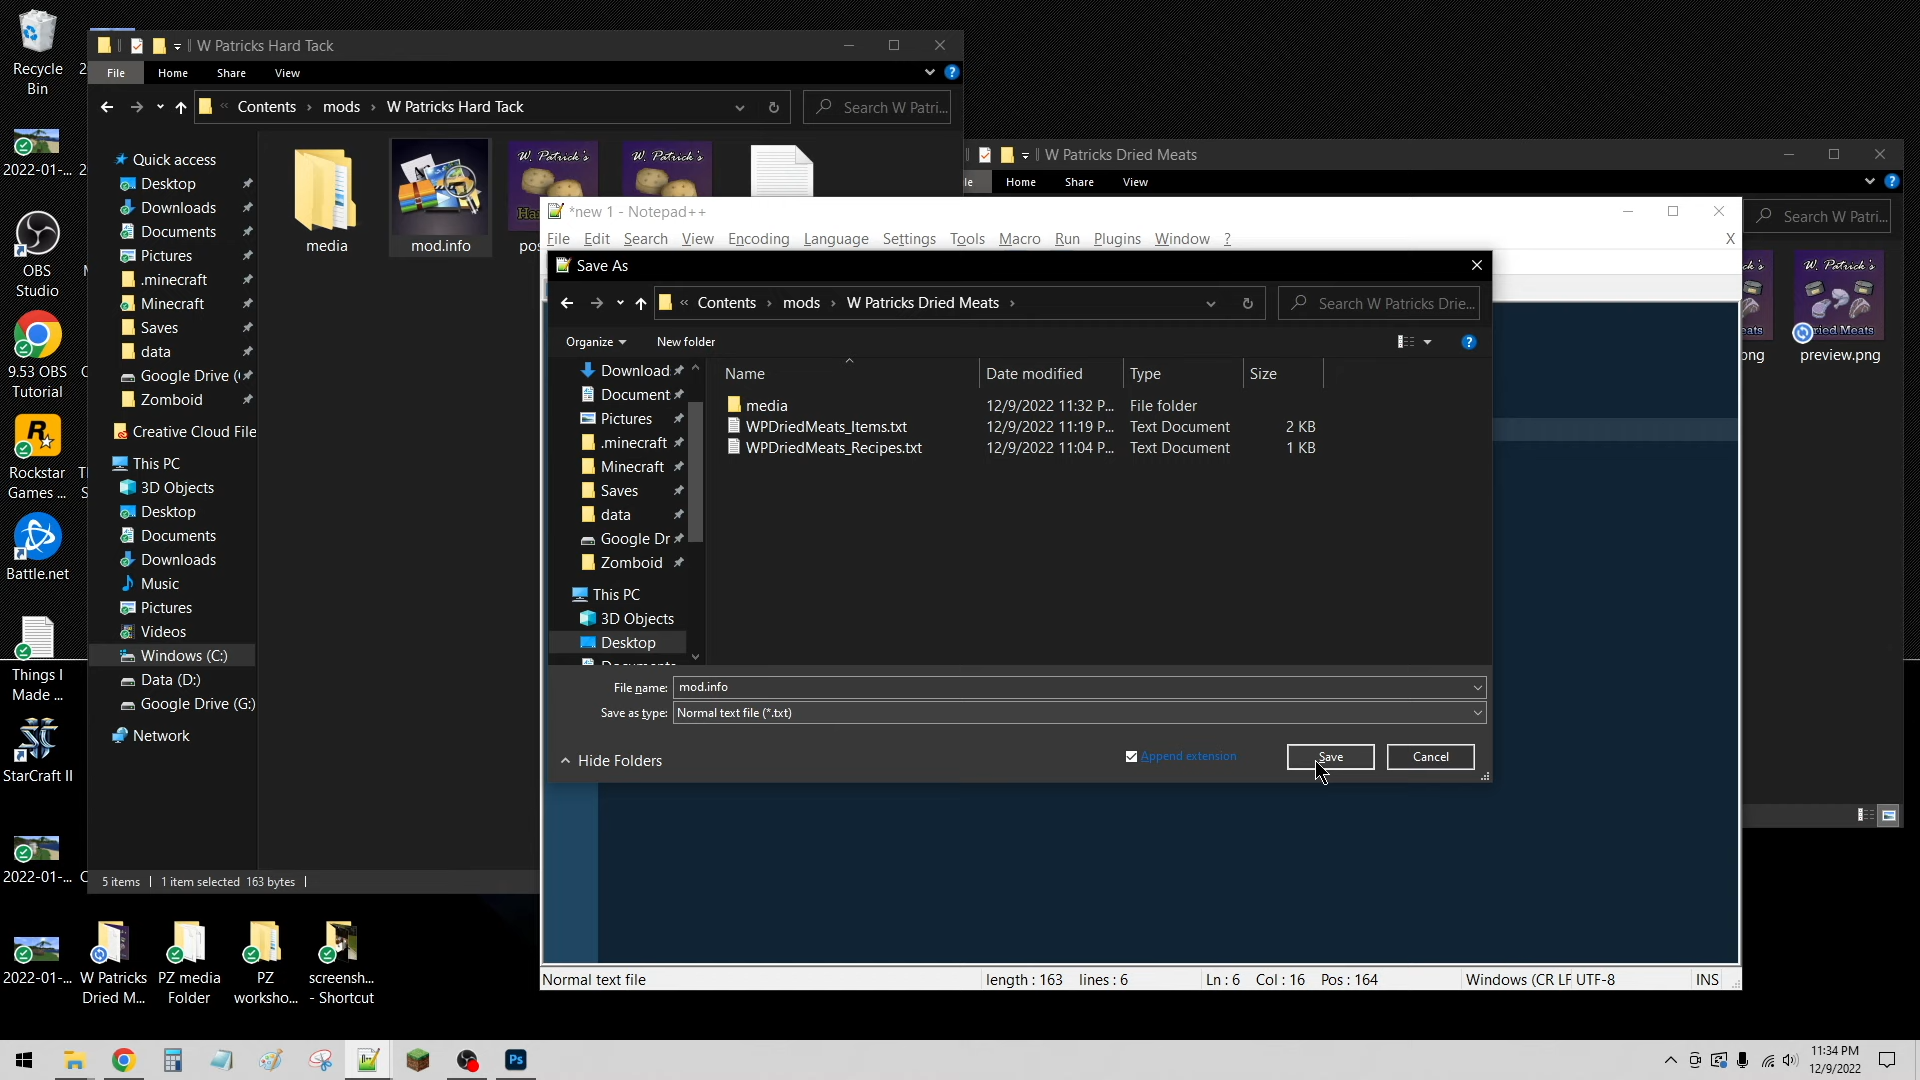 Recycle
Bin
2022-01-...
OBS
Studio
9.53 OBS
Tutorial
Rockstar
Games ...
Battle.net
Things I
Made ...
StarCraft II
2022-01-...
2022-01-...
W Patricks
Dried M...
PZ media
Folder
PZ
worksho...
screensh...
- Shortcut
W Patricks Hard Tack
File
Home
Share
View
Contents
mods
W Patricks Hard Tack
Search W Patri...
Quick access
Desktop
Downloads
Documents
Pictures
.minecraft
Minecraft
Saves
data
Google Drive (
Zomboid
Creative Cloud File
This PC
3D Objects
Desktop
Documents
Downloads
Music
Pictures
Videos
Windows (C:)
Data (D:)
Google Drive (G:)
Network
media
mod.info
W. Patrick's
W. Patrick's
5 items
1 item selected 163 bytes
W Patricks Dried Meats
Home
Share
View
Search W Patri...
W. Patrick's
preview.png
*new 1 - Notepad++
File Edit Search View Encoding Language Settings Tools Macro Run Plugins Window ?
X
Save As
Contents
mods
W Patricks Dried Meats
Search W Patricks Drie...
Organize
New folder
Download
Document
Pictures
.minecraft
Minecraft
Saves
data
Google Dr
Zomboid
This PC
3D Objects
Desktop
Name Date modified Type Size
media 12/9/2022 11:32 P... File folder
WPDriedMeats_Items.txt 12/9/2022 11:19 P... Text Document 2 KB
WPDriedMeats_Recipes.txt 12/9/2022 11:04 P... Text Document 1 KB
File name: mod.info
Save as type: Normal text file (*.txt)
Hide Folders
Append extension
Save
Cancel
Normal text file
length : 163 lines : 6
Ln : 6 Col : 16 Pos : 164
Windows (CR LF
UTF-8
INS
Ps
11:34 PM
12/9/2022